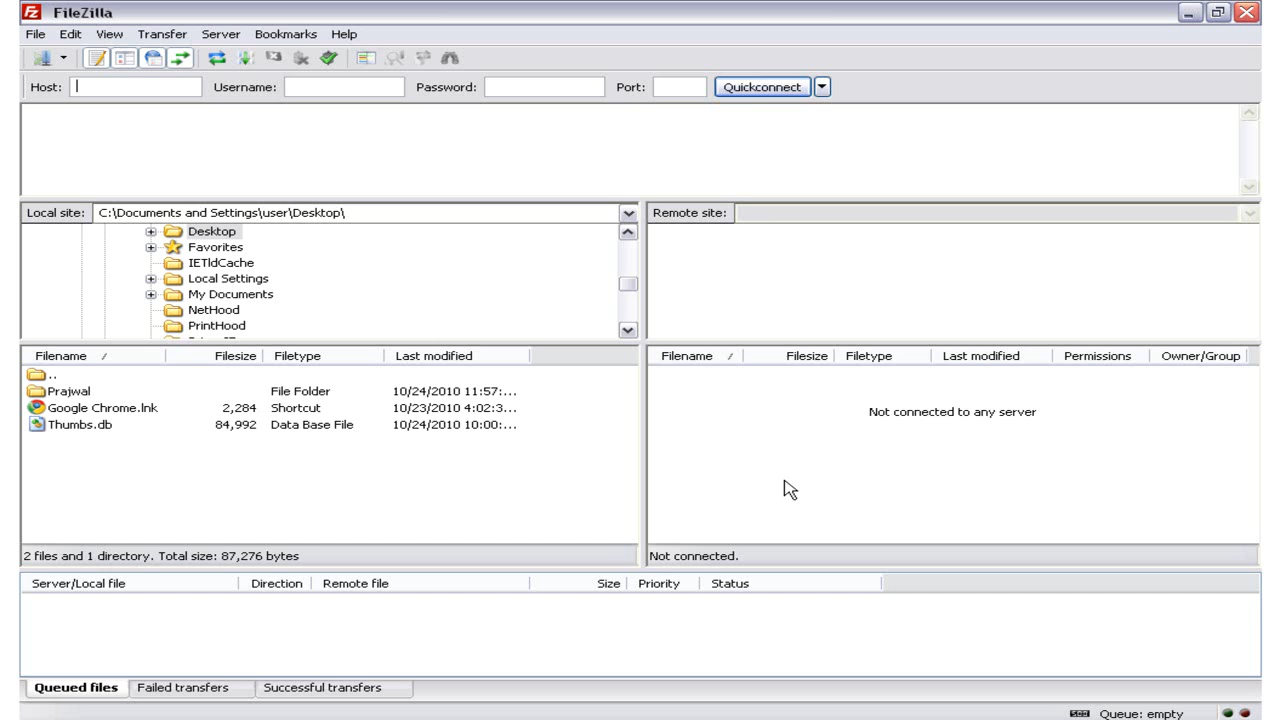 FileZilla
File Edit View Transfer Server Bookmarks Help
Host: Username: Password: Port: Quickconnect
Local site: C:\Documents and Settings\user\Desktop\ Remote site:
Desktop
Favorites
IETldCache
Local Settings
My Documents
NetHood
PrintHood
Filename / Filesize Filetype Last modified
..
Prajwal File Folder 10/24/2010 11:57:...
Google Chrome.lnk 2,284 Shortcut 10/23/2010 4:02:3...
Thumbs.db 84,992 Data Base File 10/24/2010 10:00:...
2 files and 1 directory. Total size: 87,276 bytes
Filename / Filesize Filetype Last modified Permissions Owner/Group
Not connected to any server
Not connected.
Server/Local file Direction Remote file Size Priority Status
Queued files Failed transfers Successful transfers
Queue: empty